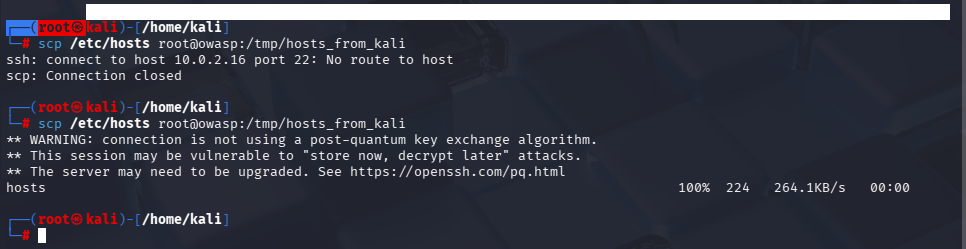 ┌──(root㉿kali)-[/home/kali]
└─# scp /etc/hosts root@owasp:/tmp/hosts_from_kali
ssh: connect to host 10.0.2.16 port 22: No route to host
scp: Connection closed
┌──(root㉿kali)-[/home/kali]
└─# scp /etc/hosts root@owasp:/tmp/hosts_from_kali
** WARNING: connection is not using a post-quantum key exchange algorithm.
** This session may be vulnerable to "store now, decrypt later" attacks.
** The server may need to be upgraded. See https://openssh.com/pq.html
hosts 100% 224 264.1KB/s 00:00
┌──(root㉿kali)-[/home/kali]
└─#